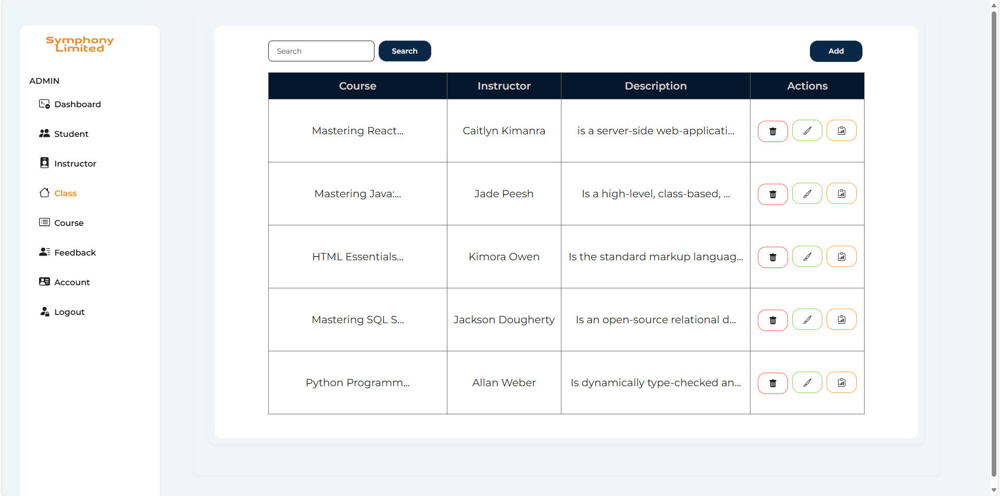 Symphony
Limited
ADMIN
Dashboard
Student
Instructor
Class
Course
Feedback
Account
Logout
Search Search Add
Course Instructor Description Actions
Mastering React... Caitlyn Kimanra is a server-side web-applicati...
Mastering Java:... Jade Peesh Is a high-level, class-based, ...
HTML Essentials... Kimora Owen Is the standard markup languag...
Mastering SQL S... Jackson Dougherty Is an open-source relational d...
Python Programm... Allan Weber Is dynamically type-checked an...